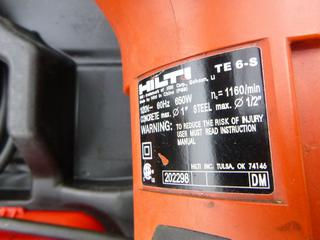 HILTI TE 6-S
120V~ 60Hz 650W n₀= 1160/min
CONCRETE max. Ø 1" STEEL max. Ø 1/2"
WARNING: TO REDUCE THE RISK OF INJURY
USER MUST READ INSTRUCTION
MANUAL
HILTI INC. TULSA, OK 74146
202298 DM